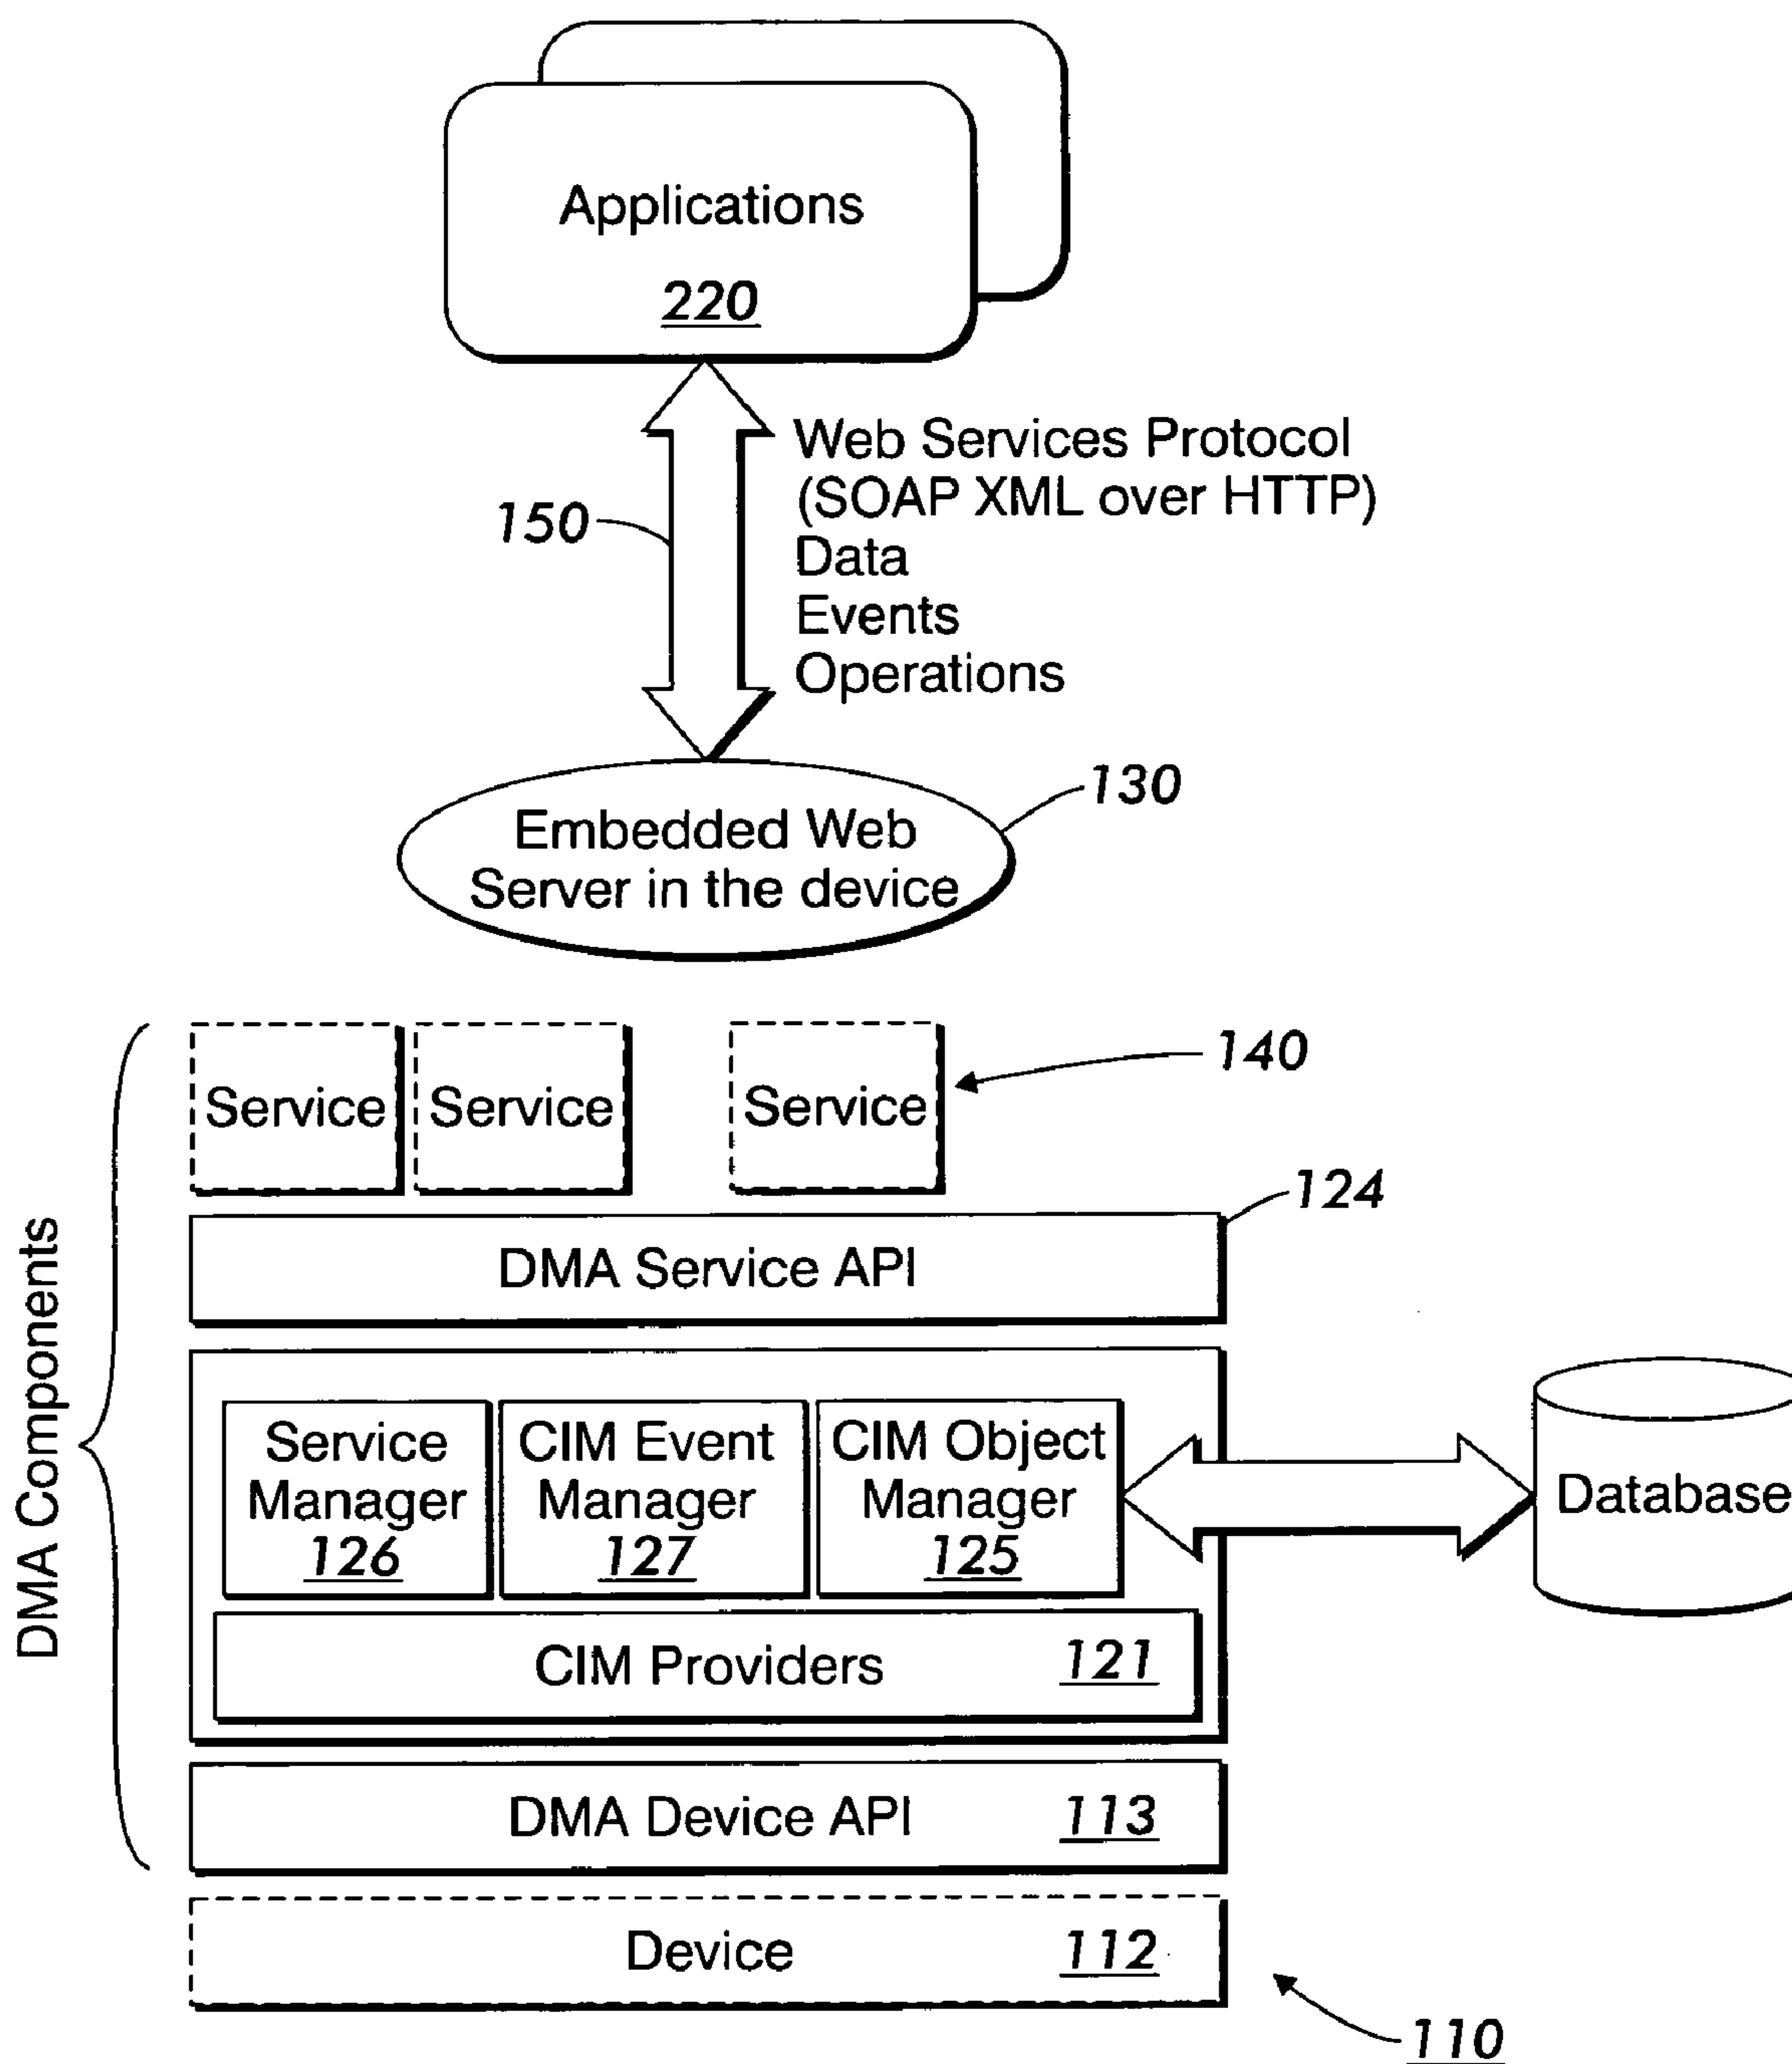 Applications
220
Web Services Protocol
(SOAP XML over HTTP)
150
Data
Events
Operations
130
Embedded Web
Server in the device
140
Service
Service
Service
124
DMA Service API
DMA Components
Service
Manager
126
CIM Event
Manager
127
CIM Object
Manager
125
Database
CIM Providers
121
DMA Device API
113
Device
112
110